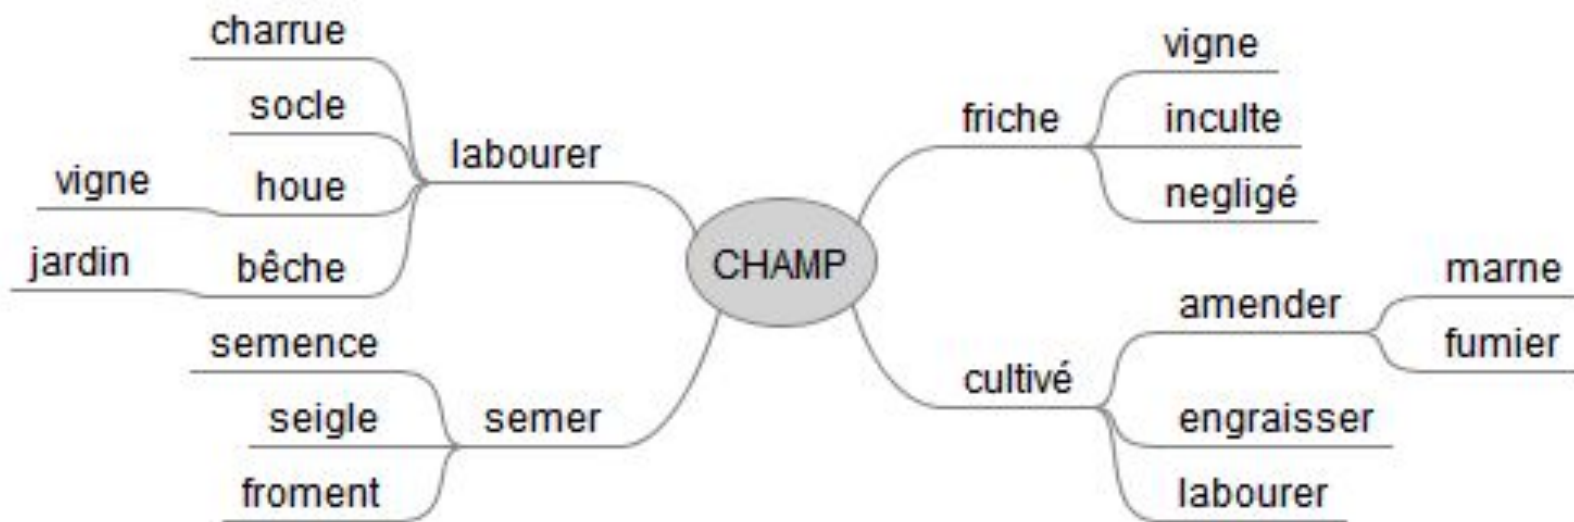 charrue
socle
labourer
vigne
houe
jardin
bêche
semence
seigle
semer
froment
CHAMP
vigne
friche
inculte
negligé
marne
amender
fumier
cultivé
engraisser
labourer